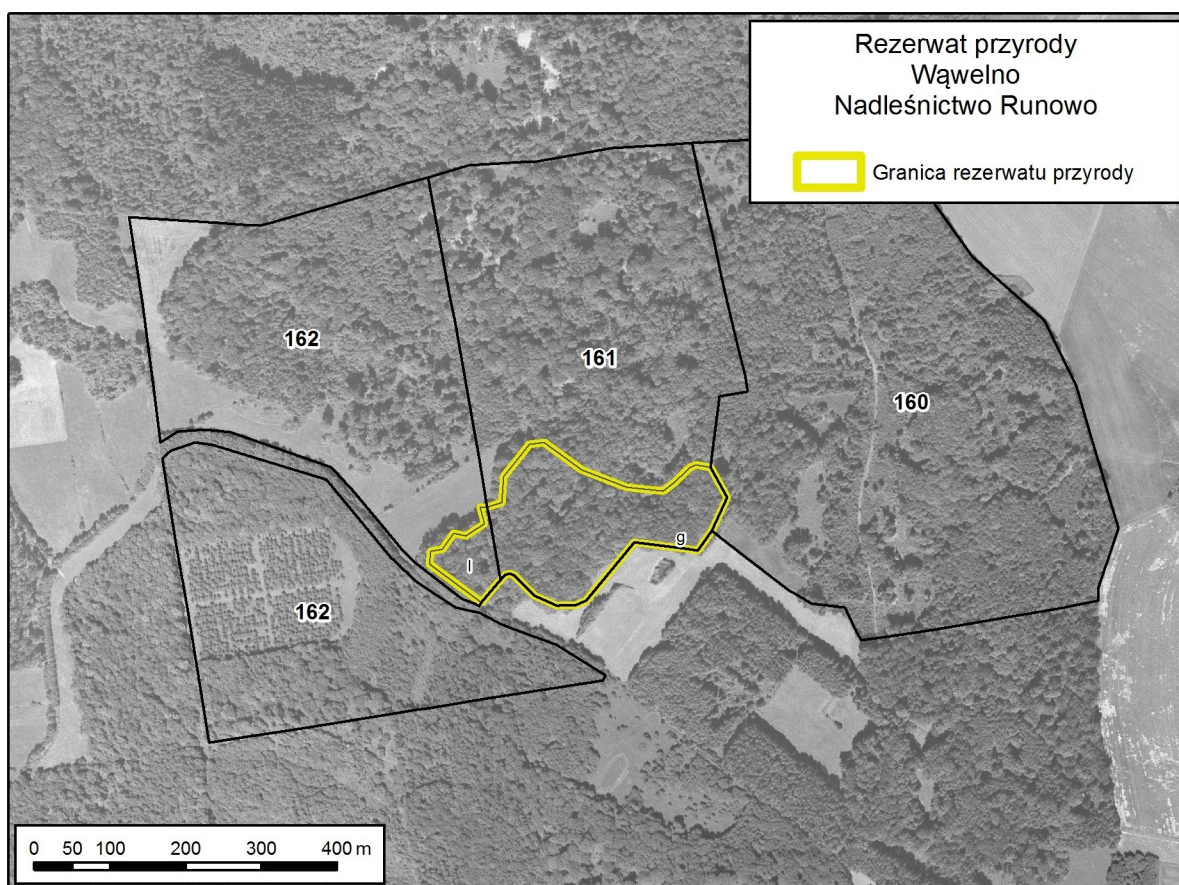 Rezerwat przyrody
Wąwelno
Nadleśnictwo Runowo
Granica rezerwatu przyrody
162
161
160
g
l
162
0 50 100 200 300 400 m